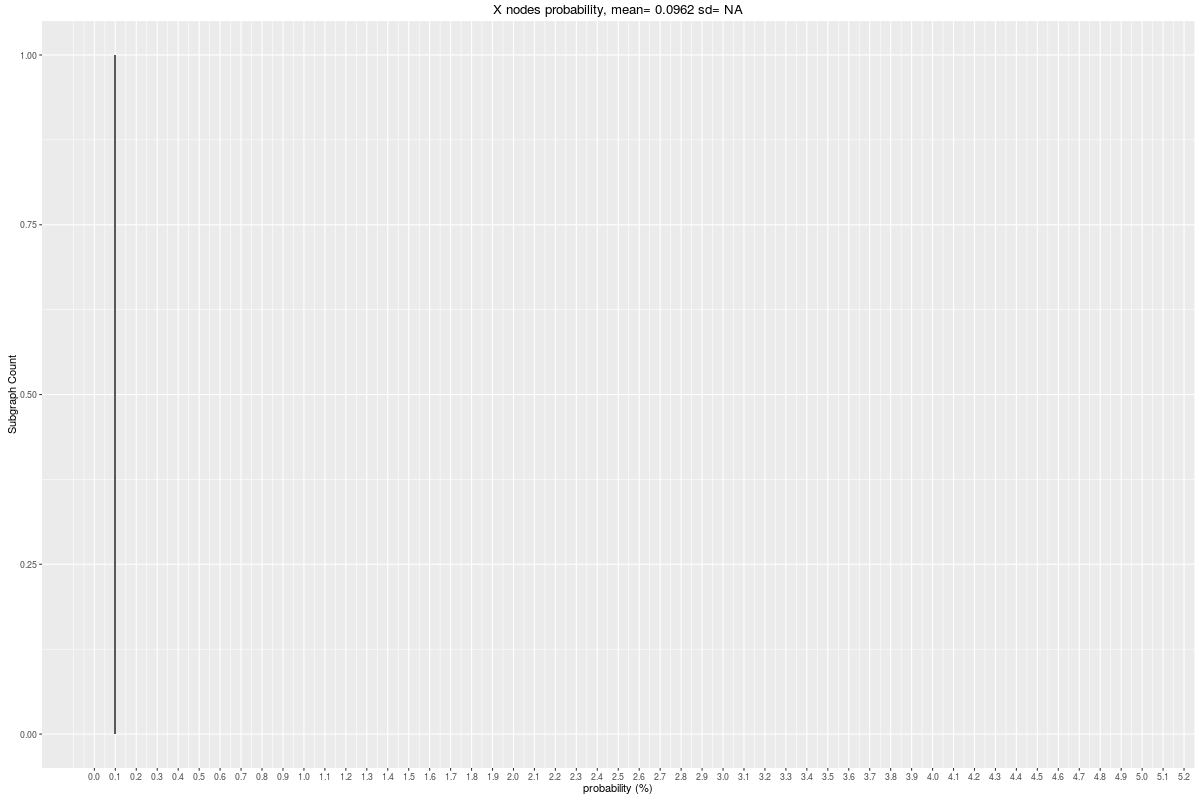 X nodes probability, mean= 0.0962 sd= NA
Subgraph Count
1.00
0.75
0.50
0.25
0.00
0.0 0.1 0.2 0.3 0.4 0.5 0.6 0.7 0.8 0.9 1.0 1.1 1.2 1.3 1.4 1.5 1.6 1.7 1.8 1.9 2.0 2.1 2.2 2.3 2.4 2.5 2.6 2.7 2.8 2.9 3.0 3.1 3.2 3.3 3.4 3.5 3.6 3.7 3.8 3.9 4.0 4.1 4.2 4.3 4.4 4.5 4.6 4.7 4.8 4.9 5.0 5.1 5.2
probability (%)